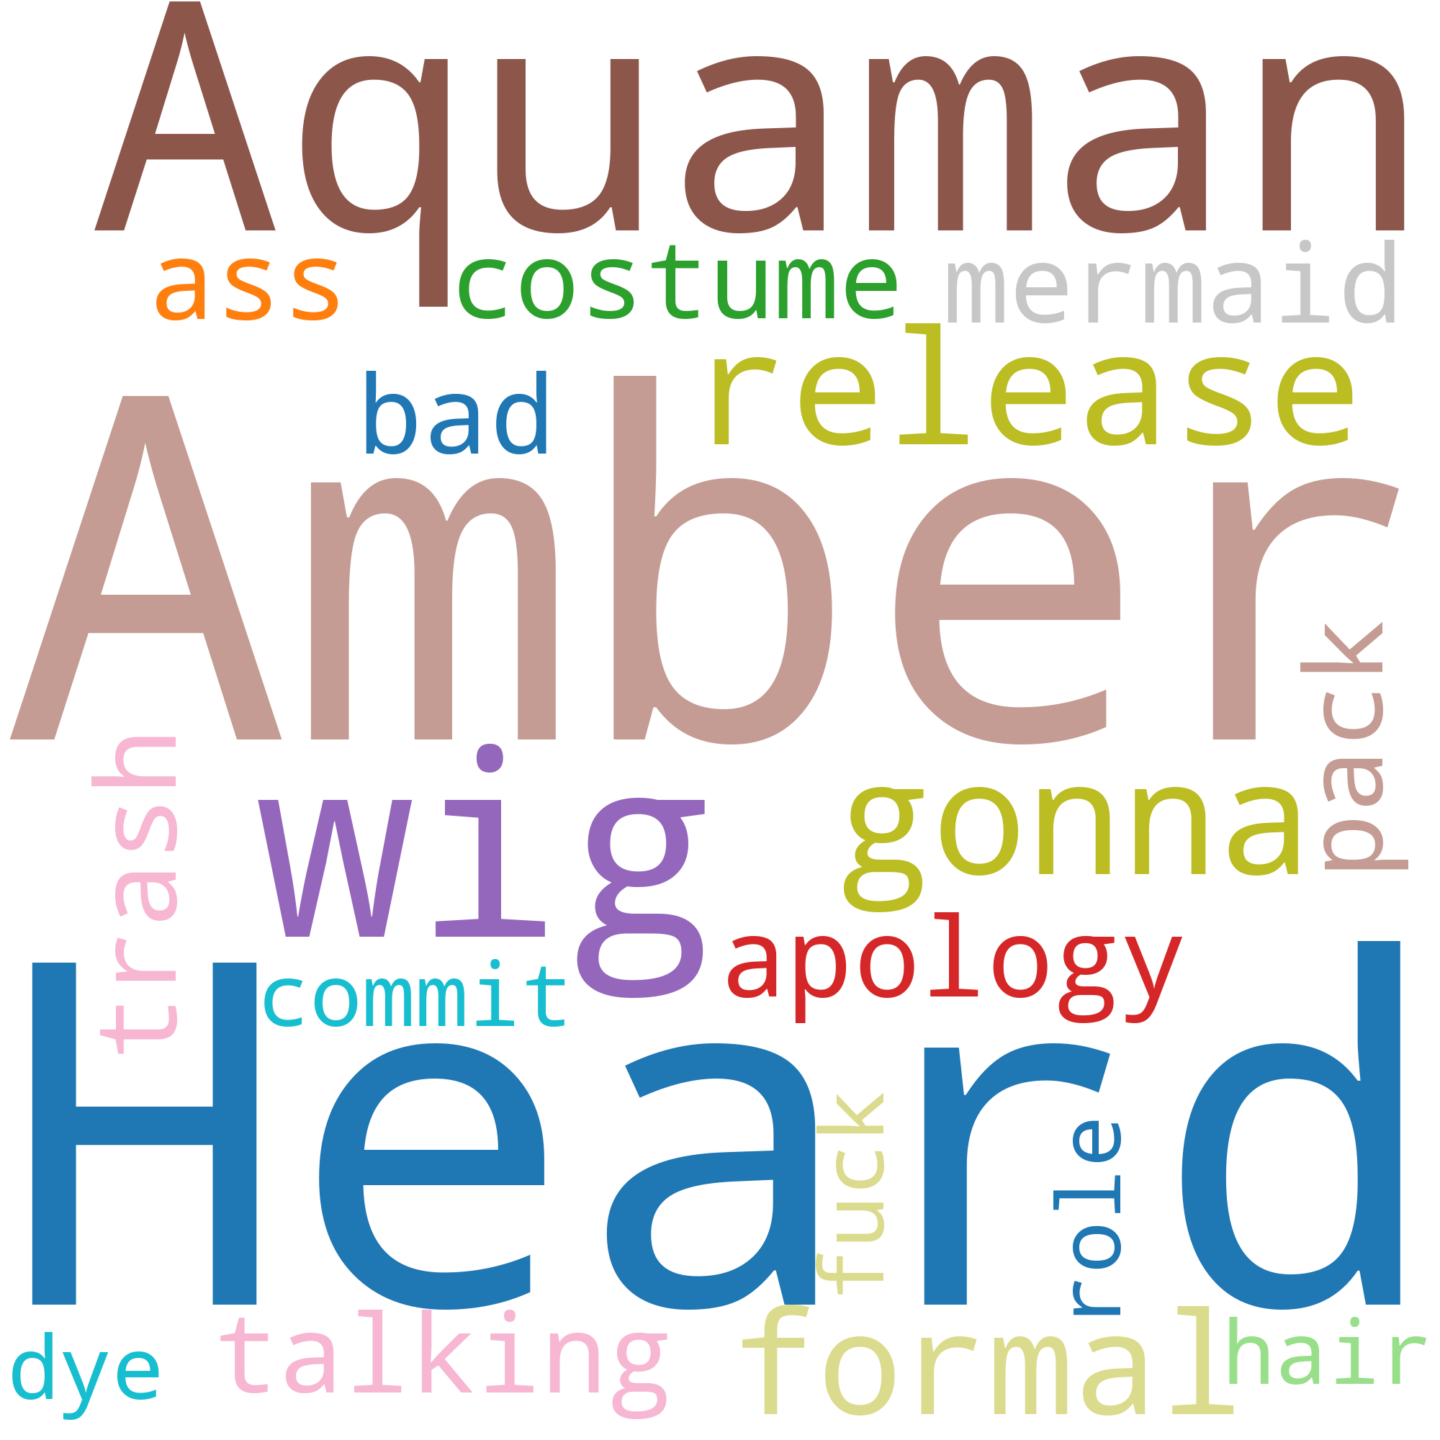 Aquaman
ass costume mermaid
bad release
Amber
pack
trash
wig gonna
apology
commit
Heard
fuck
role
dye talking formal hair